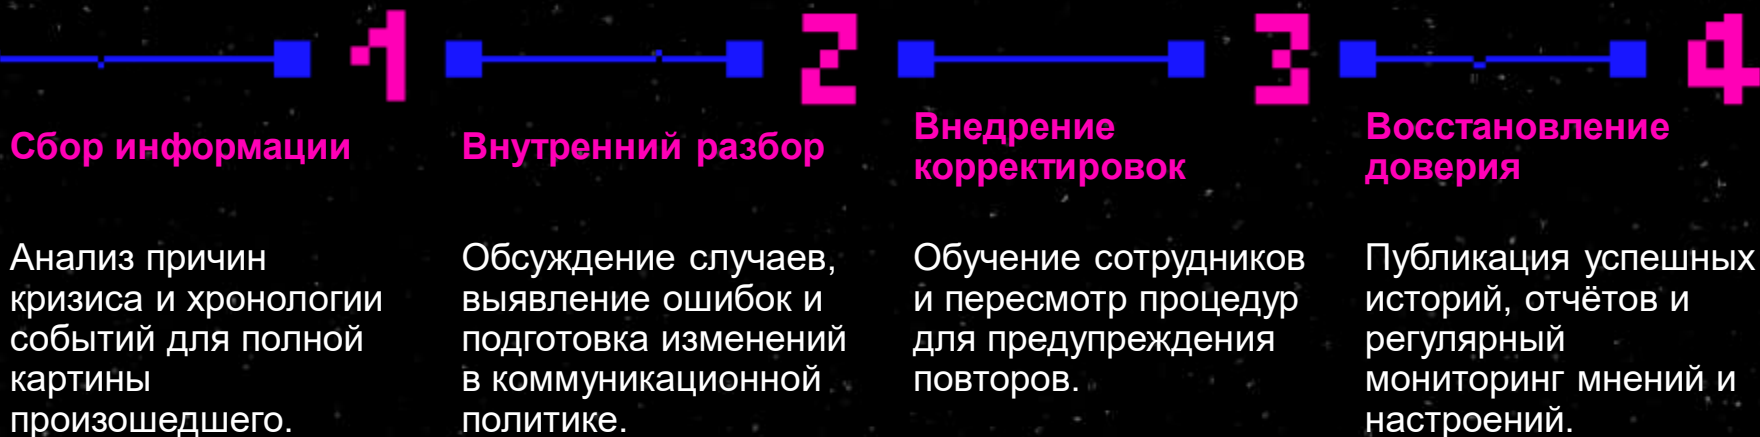 1
Сбор информации
Анализ причин
кризиса и хронологии
событий для полной
картины
произошедшего.
2
Внутренний разбор
Обсуждение случаев,
выявление ошибок и
подготовка изменений
в коммуникационной
политике.
3
Внедрение
корректировок
Обучение сотрудников
и пересмотр процедур
для предупреждения
повторов.
4
Восстановление
доверия
Публикация успешных
историй, отчётов и
регулярный
мониторинг мнений и
настроений.